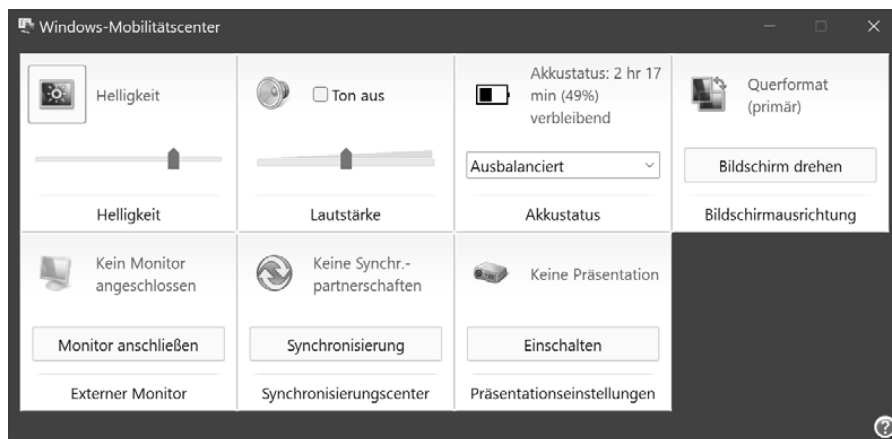 Windows-Mobilitätscenter
Helligkeit
Helligkeit
Ton aus
Lautstärke
Akkustatus: 2 hr 17
min (49%)
verbleibend
Ausbalanciert
Akkustatus
Querformat
(primär)
Bildschirm drehen
Bildschirmausrichtung
Kein Monitor
angeschlossen
Monitor anschließen
Externer Monitor
Keine Synchr.-
partnerschaften
Synchronisierung
Synchronisierungscenter
Keine Präsentation
Einschalten
Präsentationseinstellungen
?